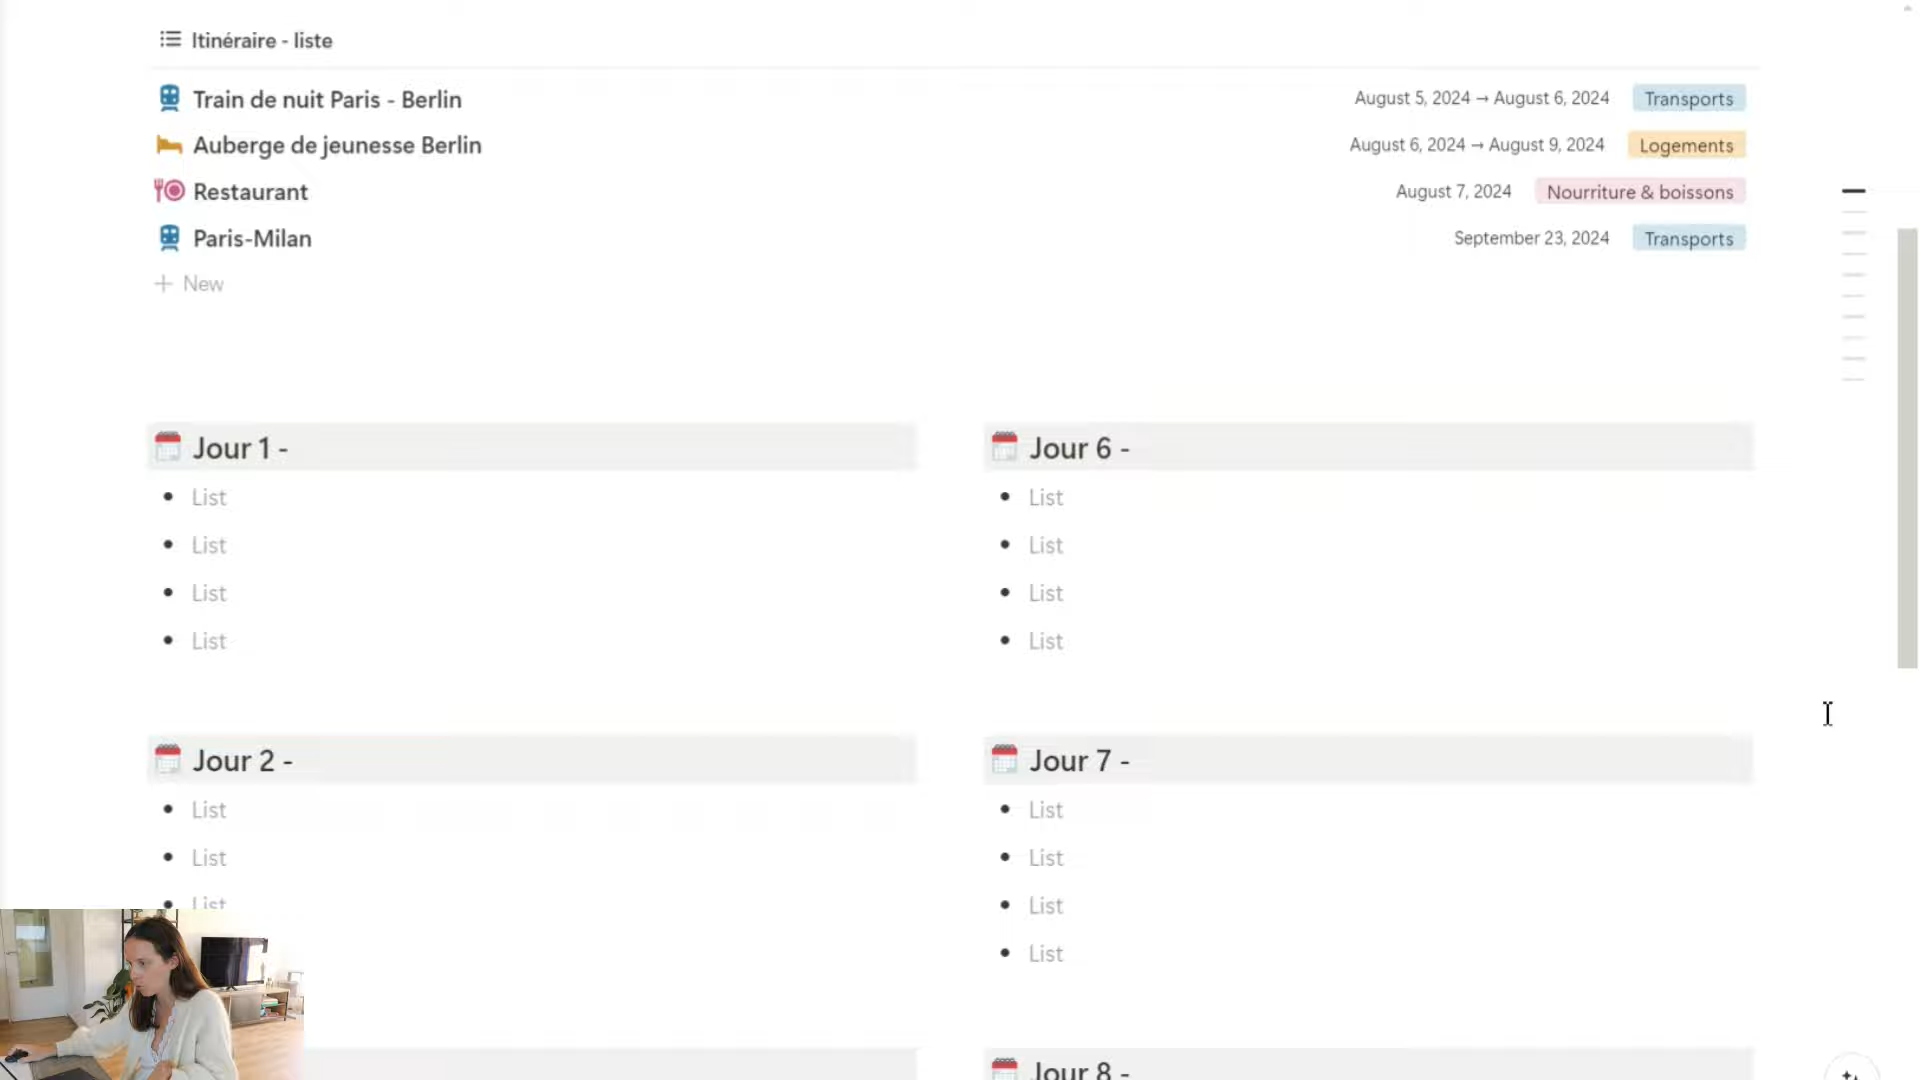 Itinéraire - liste
Train de nuit Paris - Berlin August 5, 2024 → August 6, 2024 Transports
Auberge de jeunesse Berlin August 6, 2024 → August 9, 2024 Logements
Restaurant August 7, 2024 Nourriture & boissons
Paris-Milan September 23, 2024 Transports
+ New
Jour 1 -
• List
• List
• List
• List
Jour 2 -
• List
• List
• List
Jour 6 -
• List
• List
• List
• List
Jour 7 -
• List
• List
• List
• List
Jour 8 -